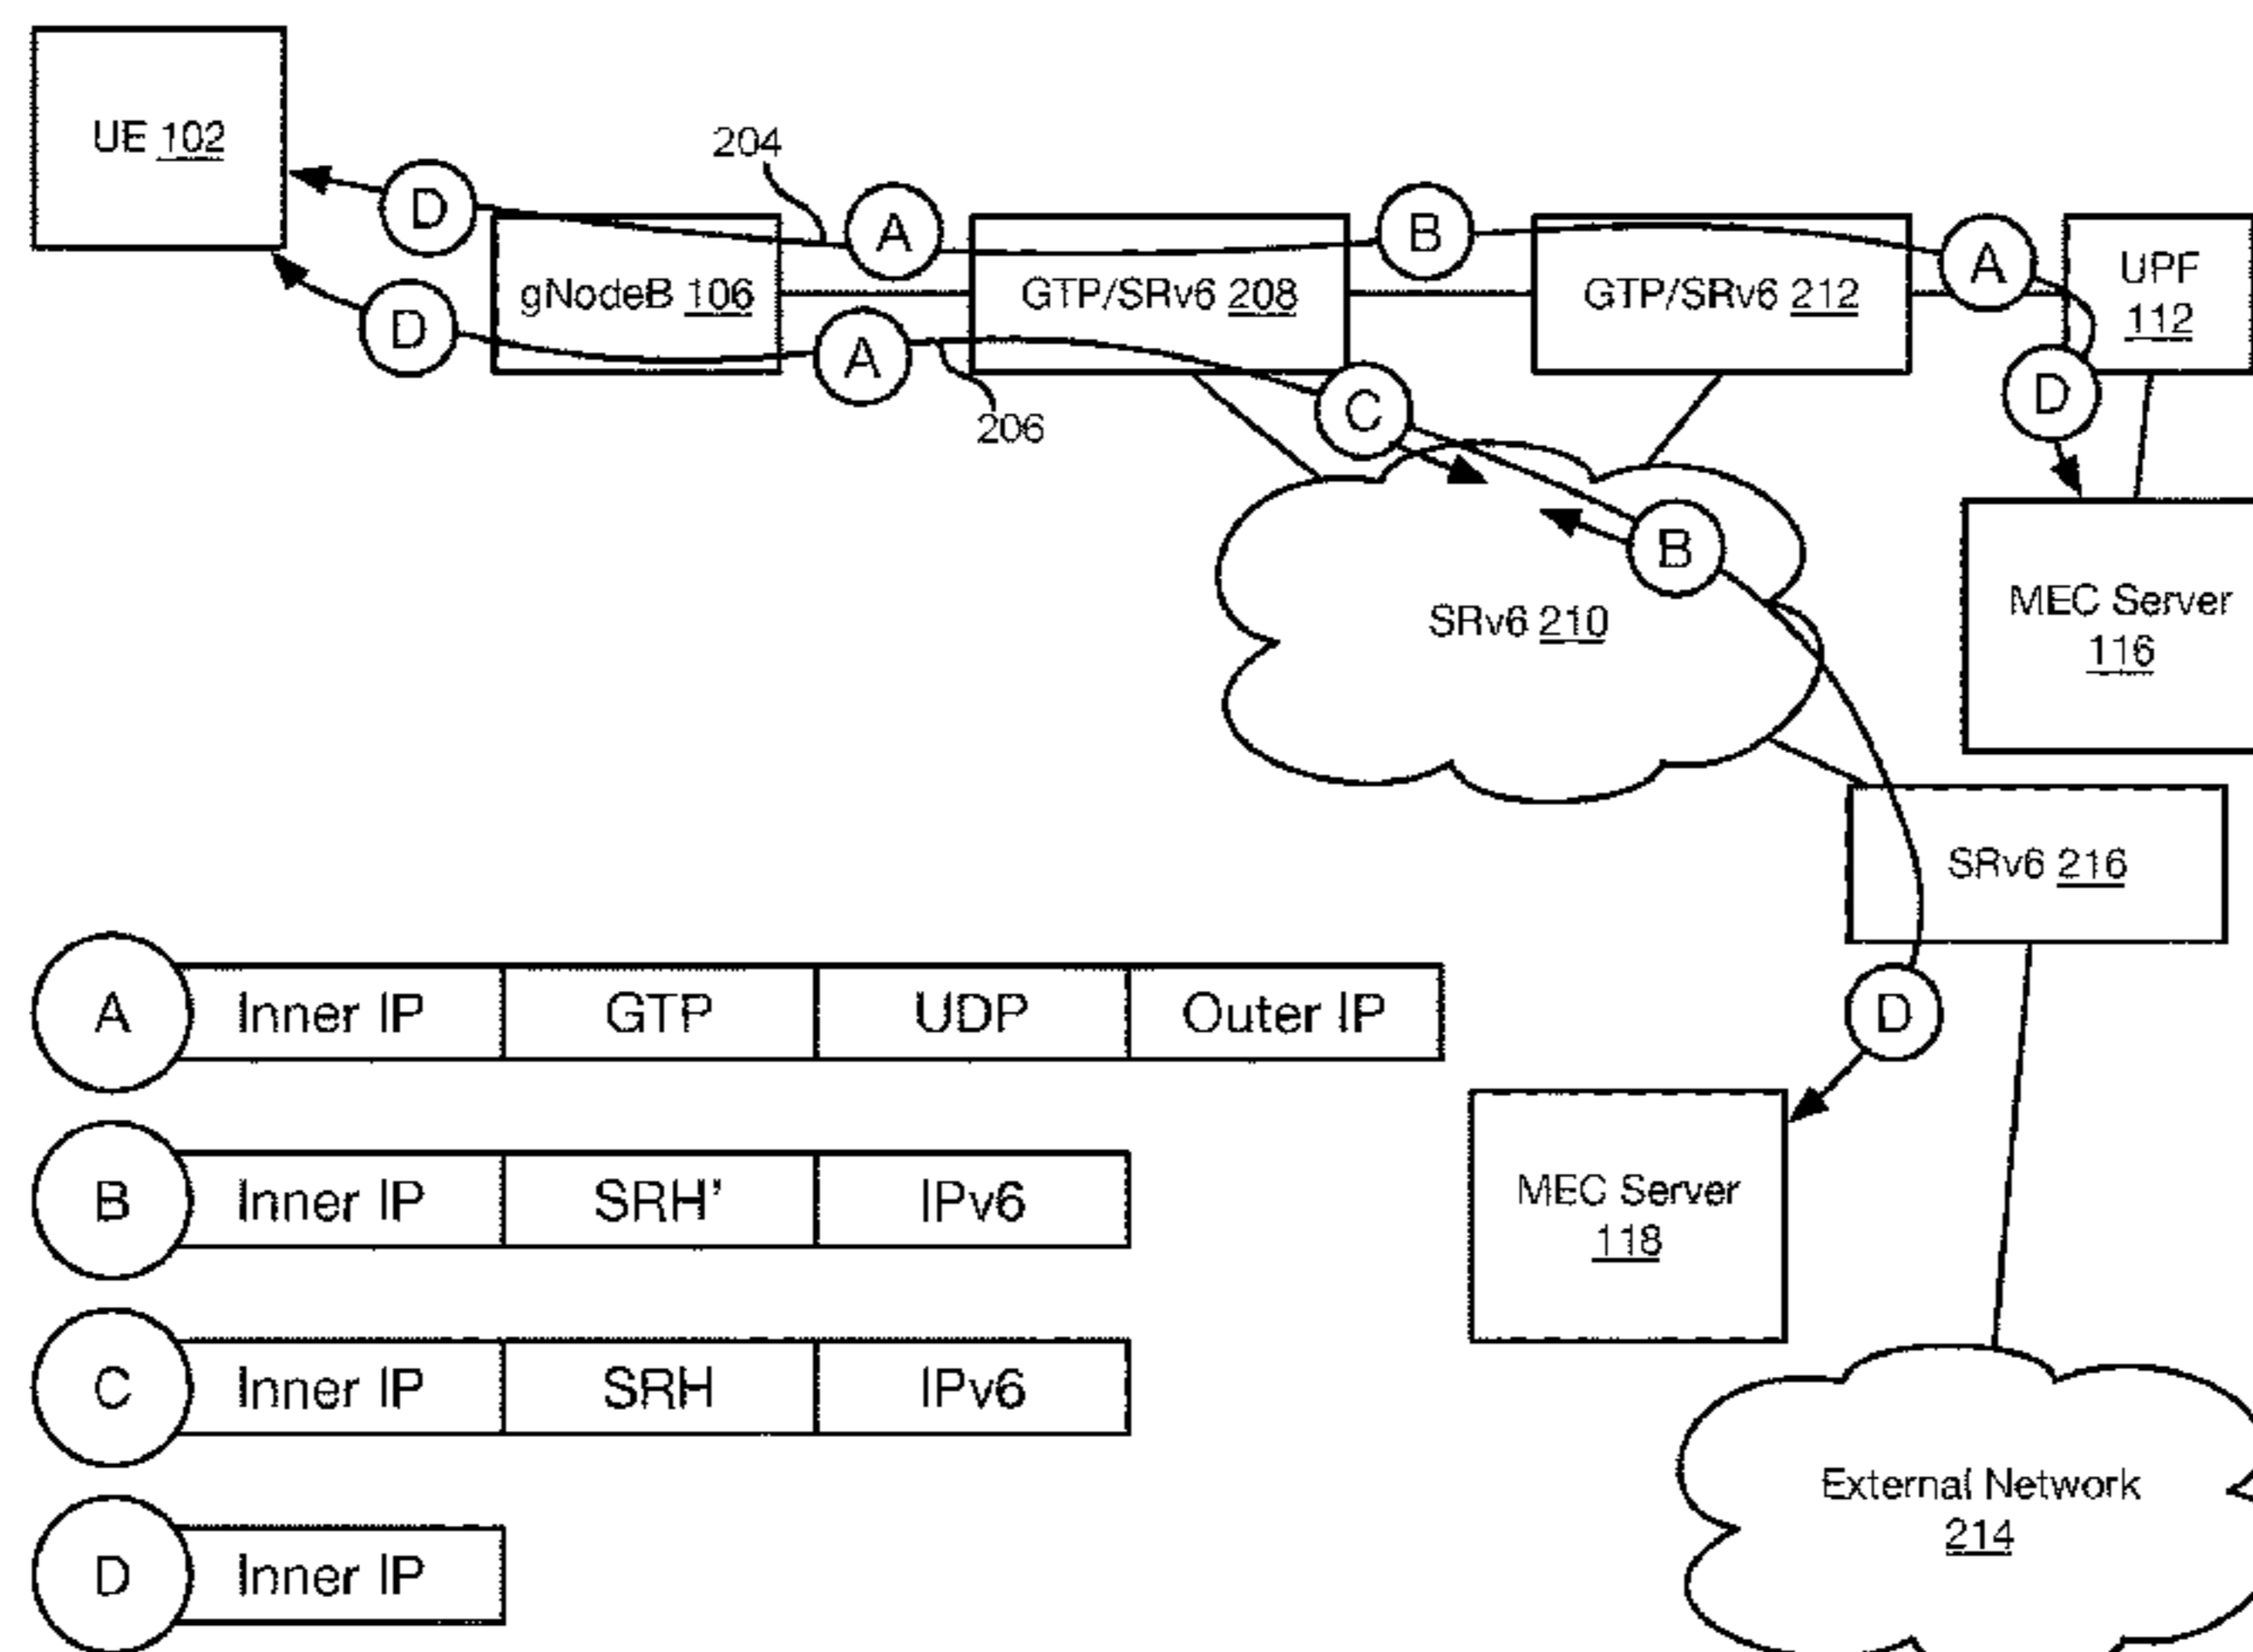 UE 102
204
D
A
B
A
gNodeB 106
GTP/SRv6 208
GTP/SRv6 212
UPF
112
D
A
C
D
206
B
SRv6 210
MEC Server
116
SRv6 216
D
MEC Server
118
External Network
214
A Inner IP GTP UDP Outer IP
B Inner IP SRH' IPv6
C Inner IP SRH IPv6
D Inner IP